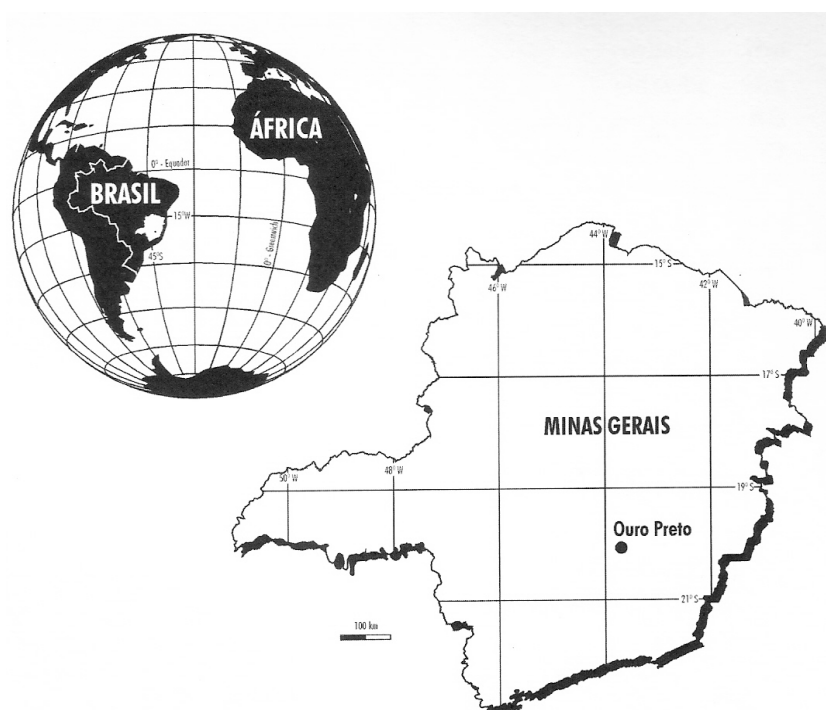 ÁFRICA
0° - Equador
BRASIL
15°W
0° - Greenwich
45°S
44° W
15° S
46° W
42° W
40° W
17° S
MINAS GERAIS
50° W
48° W
19° S
Ouro Preto
21° S
100 km